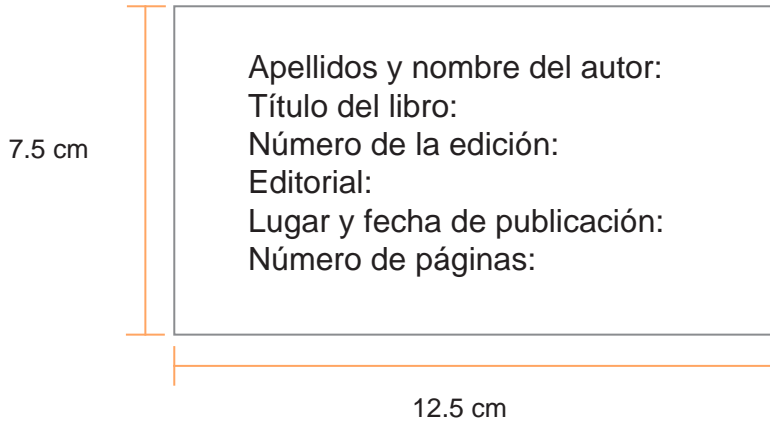 Apellidos y nombre del autor:
Título del libro:
Número de la edición:
7.5 cm
Editorial:
Lugar y fecha de publicación:
Número de páginas:
12.5 cm